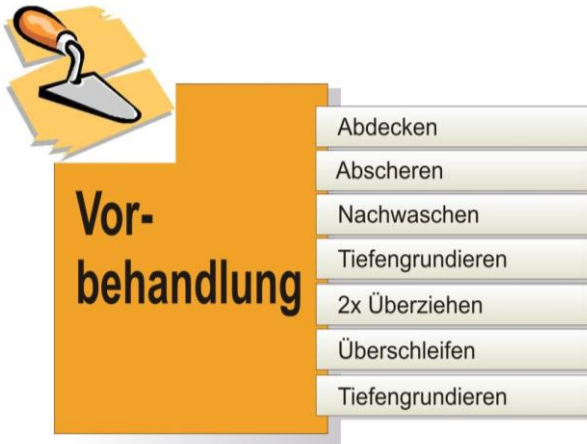 Vor-
behandlung
Abdecken
Abscheren
Nachwaschen
Tiefengrundieren
2x Überziehen
Überschleifen
Tiefengrundieren